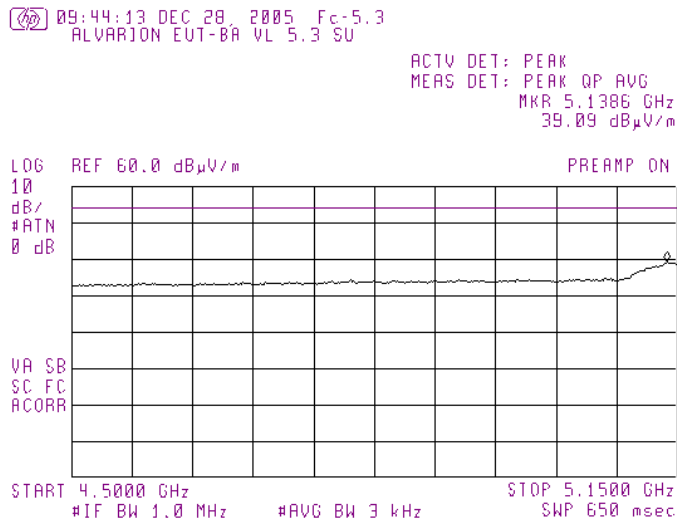 hp 09:44:13 DEC 28, 2005 Fc-5.3
ALVARION EUT-BA VL 5.3 SU
ACTV DET: PEAK
MEAS DET: PEAK QP AVG
MKR 5.1386 GHz
39.09 dBµV/m
LOG REF 60.0 dBµV/m PREAMP ON
10
dB/
#ATN
0 dB
VA SB
SC FC
ACORR
START 4.5000 GHz STOP 5.1500 GHz
#IF BW 1.0 MHz #AVG BW 3 kHz SWP 650 msec